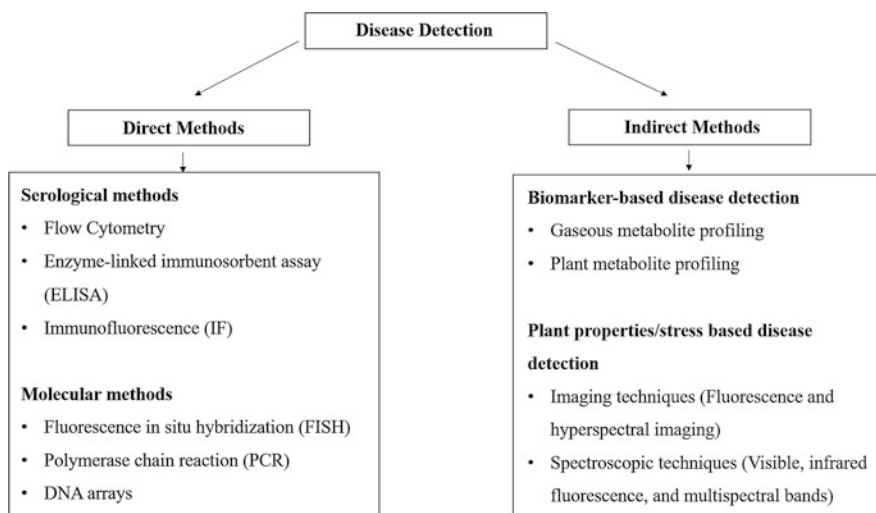 Disease Detection
Direct Methods
Serological methods
• Flow Cytometry
• Enzyme-linked immunosorbent assay
(ELISA)
• Immunofluorescence (IF)
Molecular methods
• Fluorescence in situ hybridization (FISH)
• Polymerase chain reaction (PCR)
• DNA arrays
Indirect Methods
Biomarker-based disease detection
• Gaseous metabolite profiling
• Plant metabolite profiling
Plant properties/stress based disease
detection
• Imaging techniques (Fluorescence and
hyperspectral imaging)
• Spectroscopic techniques (Visible, infrared
fluorescence, and multispectral bands)